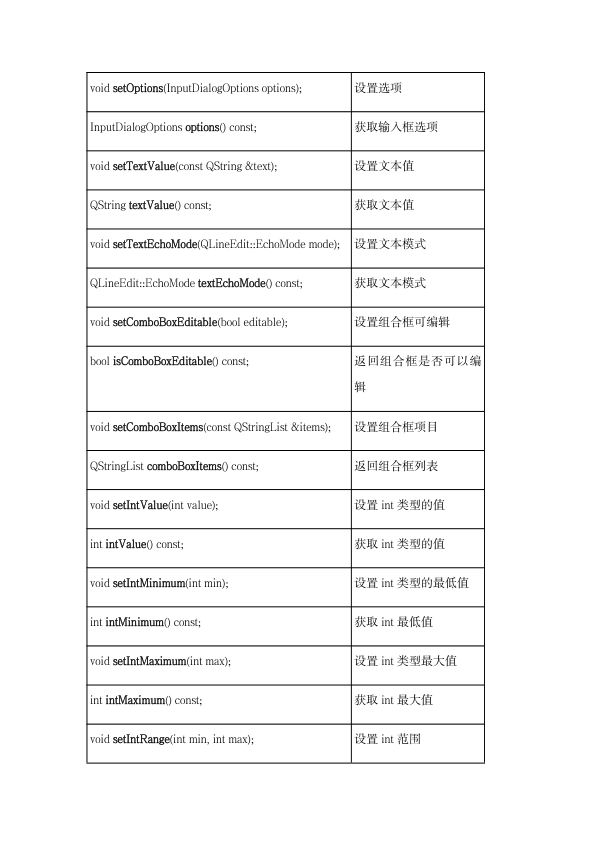 void setOptions(InputDialogOptions options); 设置选项
InputDialogOptions options() const; 获取输入框选项
void setTextValue(const QString &text); 设置文本值
QString textValue() const; 获取文本值
void setTextEchoMode(QLineEdit::EchoMode mode); 设置文本模式
QLineEdit::EchoMode textEchoMode() const; 获取文本模式
void setComboBoxEditable(bool editable); 设置组合框可编辑
bool isComboBoxEditable() const; 返回组合框是否可以编
辑
void setComboBoxItems(const QStringList &items); 设置组合框项目
QStringList comboBoxItems() const; 返回组合框列表
void setIntValue(int value); 设置 int 类型的值
int intValue() const; 获取 int 类型的值
void setIntMinimum(int min); 设置 int 类型的最低值
int intMinimum() const; 获取 int 最低值
void setIntMaximum(int max); 设置 int 类型最大值
int intMaximum() const; 获取 int 最大值
void setIntRange(int min, int max); 设置 int 范围